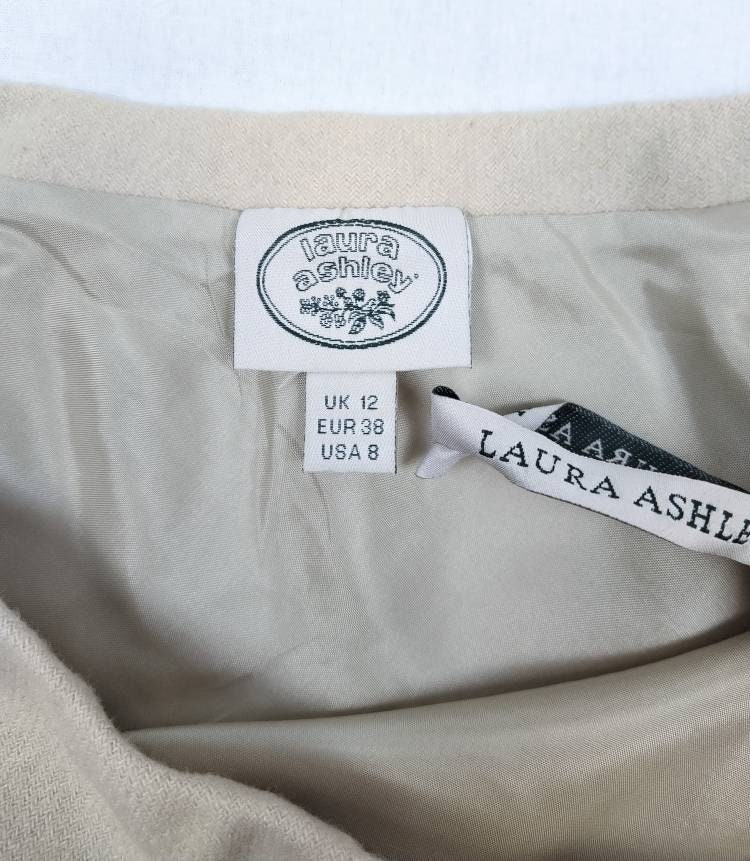 laura
ashley
UK 12
EUR 38
USA 8
LAURA ASHLE